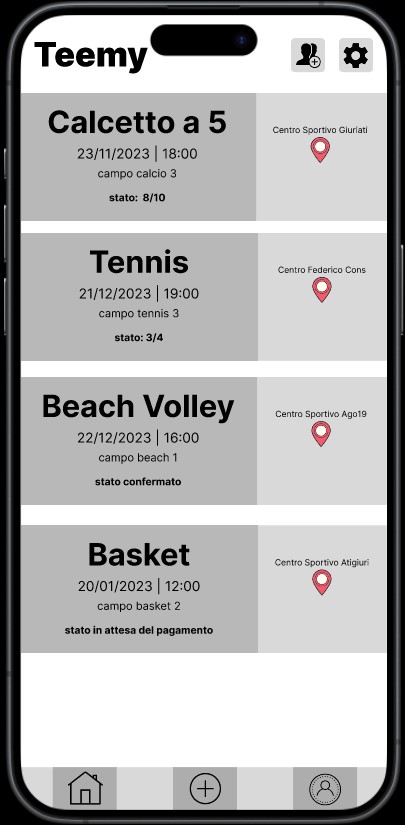 Teemy
Calcetto a 5
23/11/2023 | 18:00
campo calcio 3
stato: 8/10
Centro Sportivo Giuriati
Tennis
21/12/2023 | 19:00
campo tennis 3
stato: 3/4
Centro Federico Cons
Beach Volley
22/12/2023 | 16:00
campo beach 1
stato confermato
Centro Sportivo Ago19
Basket
20/01/2023 | 12:00
campo basket 2
stato in attesa del pagamento
Centro Sportivo Atigiuri